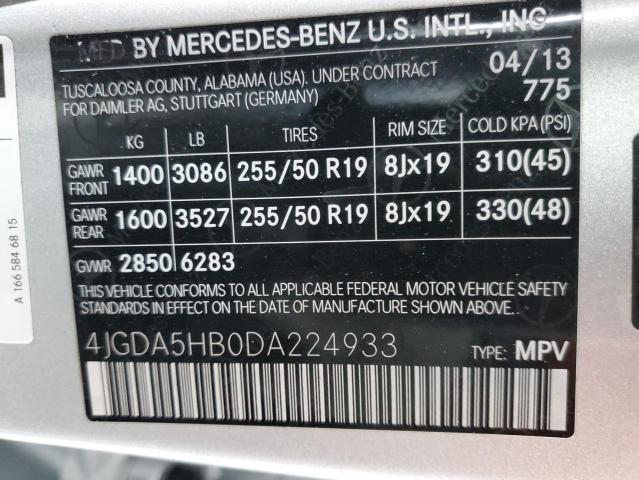 MFD BY MERCEDES-BENZ U.S. INTL., INC
TUSCALOOSA COUNTY, ALABAMA (USA). UNDER CONTRACT 04/13
FOR DAIMLER AG, STUTTGART (GERMANY) 775
KG LB TIRES RIM SIZE COLD KPA(PSI)
GAWR FRONT 1400 3086 255/50 R19 8Jx19 310(45)
GAWR REAR 1600 3527 255/50 R19 8Jx19 330(48)
GVWR 2850 6283
THIS VEHICLE CONFORMS TO ALL APPLICABLE FEDERAL MOTOR VEHICLE SAFETY
STANDARDS IN EFFECT ON THE DATE OF MANUFACTURE SHOWN ABOVE.
4JGDA5HB0DA224933 TYPE: MPV
A 166 584 68 15